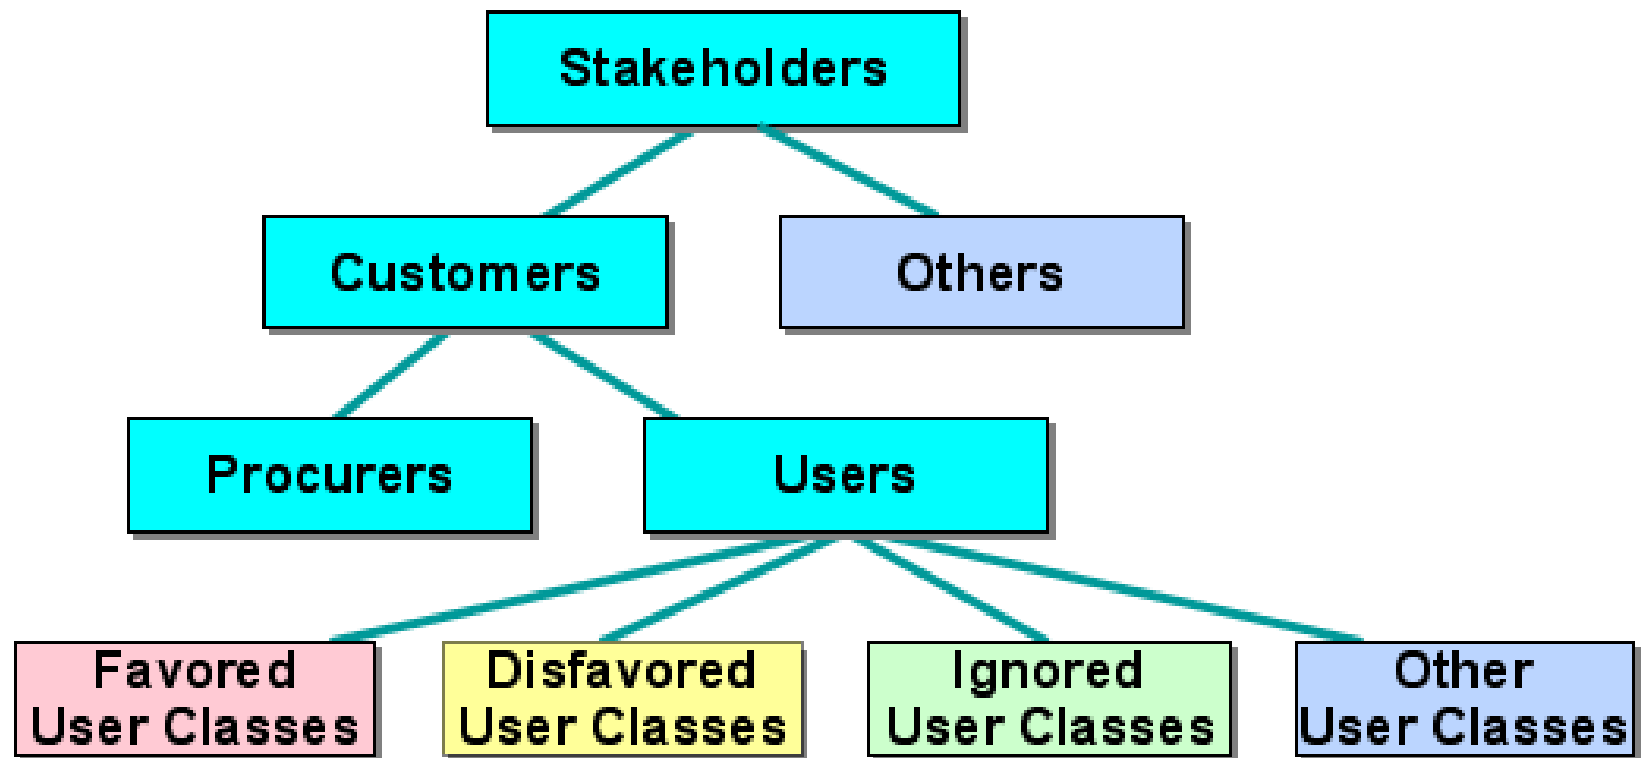 Stakeholders
Customers
Others
Procurers
Users
Favored
User Classes
Disfavored
User Classes
Ignored
User Classes
Other
User Classes